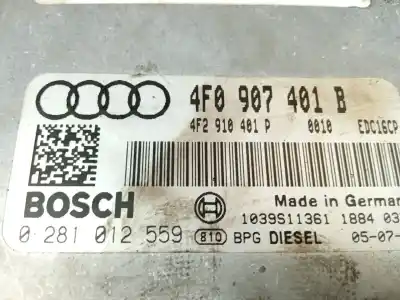 4F0 907 401 B
4F2 910 401 P 0010 EDC16CP
BOSCH
Made in German
1039S11361 1884 03
0 281 012 559 810 BPG DIESEL 05-07-